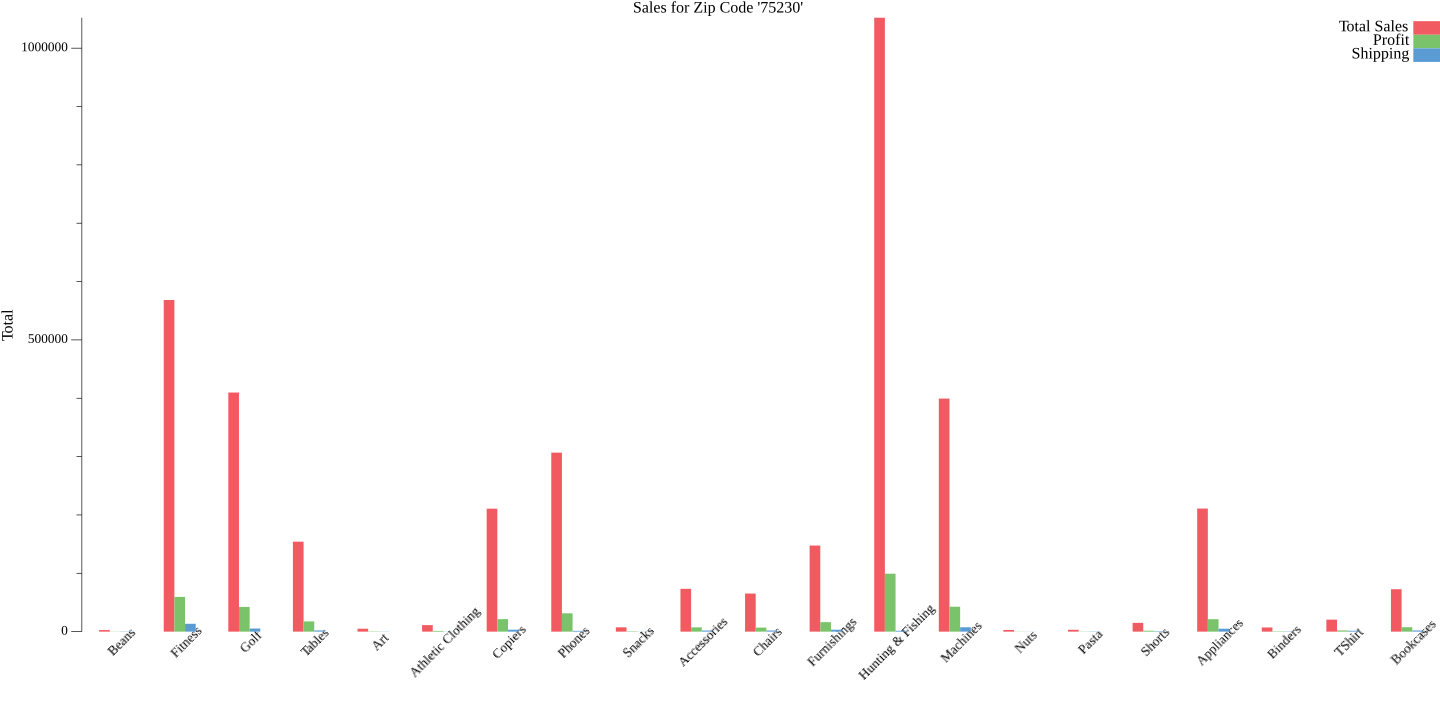 Sales for Zip Code '75230'
Total Sales
Profit
Shipping
1000000
500000
0
Total
Beans
Fitness
Golf
Tables
Art
Athletic Clothing
Copiers
Phones
Snacks
Accessories
Chairs
Furnishings
Hunting & Fishing
Machines
Nuts
Pasta
Shorts
Appliances
Binders
TShirt
Bookcases